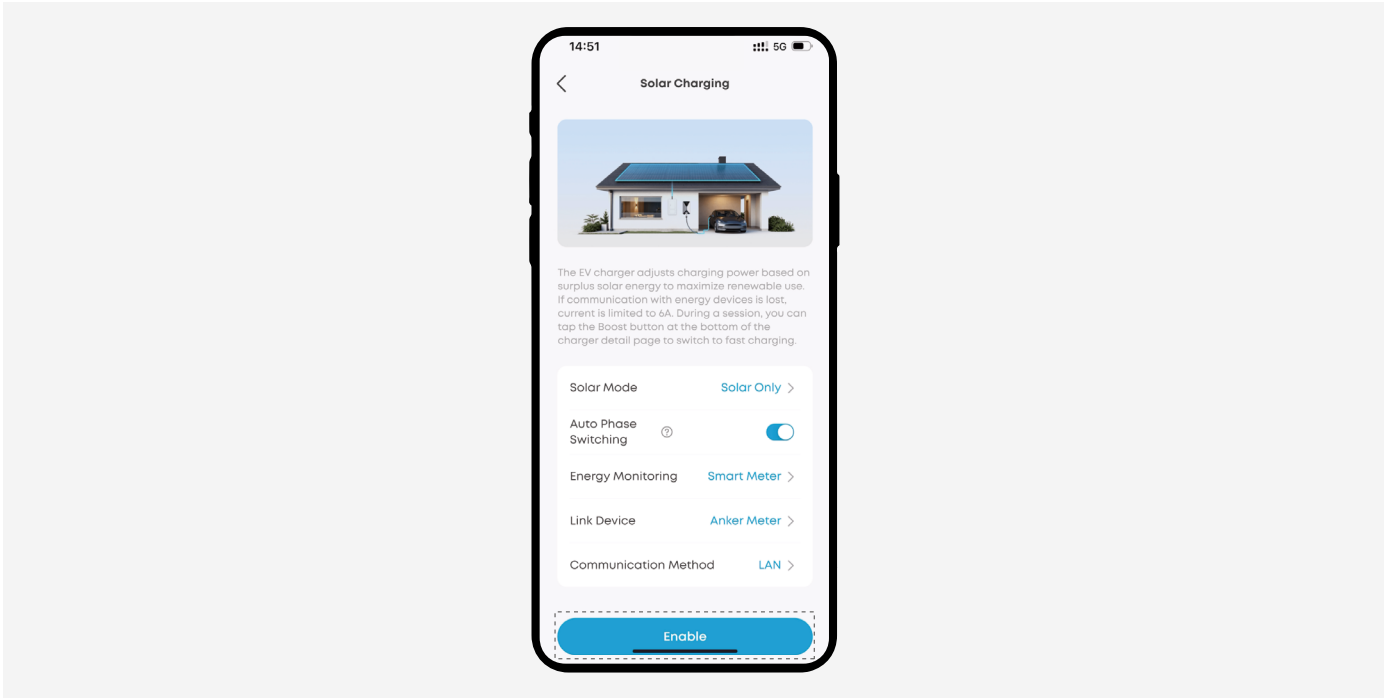 14:51 5G
Solar Charging
The EV charger adjusts charging power based on
surplus solar energy to maximize renewable use.
If communication with energy devices is lost,
current is limited to 6A. During a session, you can
tap the Boost button at the bottom of the
charger detail page to switch to fast charging.
Solar Mode Solar Only
Auto Phase
Switching ?
Energy Monitoring Smart Meter
Link Device Anker Meter
Communication Method LAN
Enable